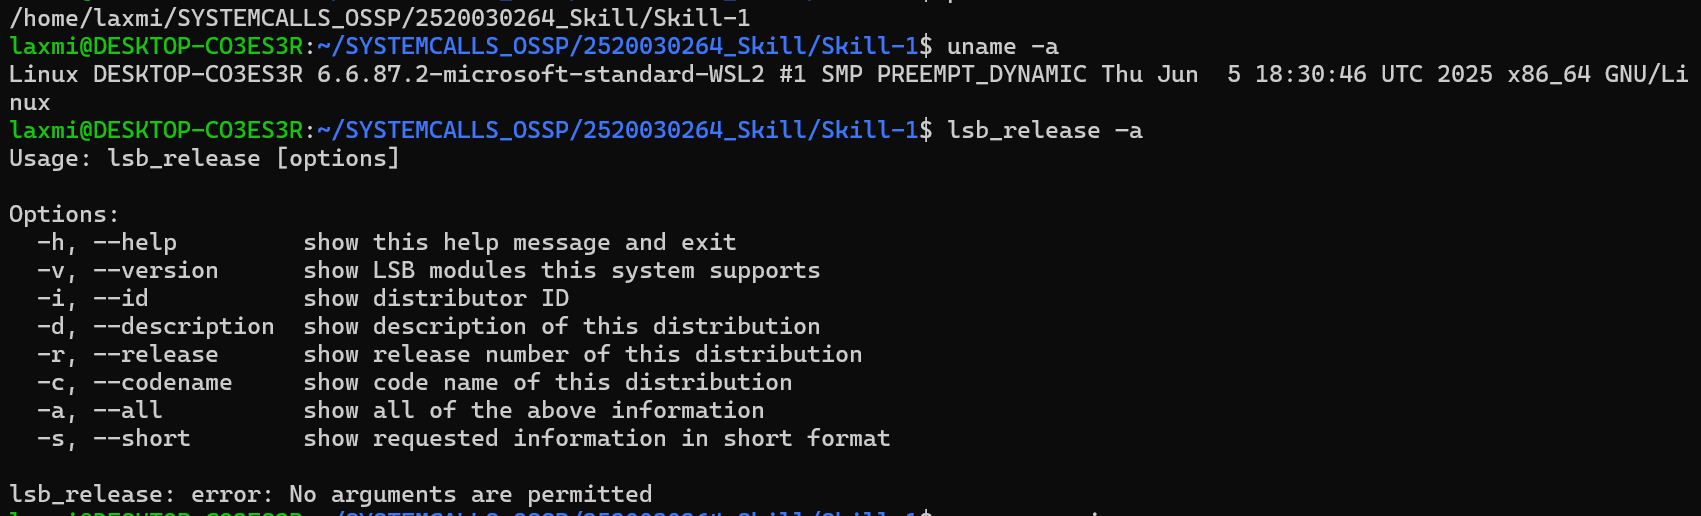 /home/laxmi/SYSTEMCALLS_OSSP/2520030264_Skill/Skill-1
laxmi@DESKTOP-CO3ES3R:~/SYSTEMCALLS_OSSP/2520030264_Skill/Skill-1$ uname -a
Linux DESKTOP-CO3ES3R 6.6.87.2-microsoft-standard-WSL2 #1 SMP PREEMPT_DYNAMIC Thu Jun  5 18:30:46 UTC 2025 x86_64 GNU/Li
nux
laxmi@DESKTOP-CO3ES3R:~/SYSTEMCALLS_OSSP/2520030264_Skill/Skill-1$ lsb_release -a
Usage: lsb_release [options]

Options:
  -h, --help         show this help message and exit
  -v, --version      show LSB modules this system supports
  -i, --id           show distributor ID
  -d, --description  show description of this distribution
  -r, --release      show release number of this distribution
  -c, --codename     show code name of this distribution
  -a, --all          show all of the above information
  -s, --short        show requested information in short format

lsb_release: error: No arguments are permitted